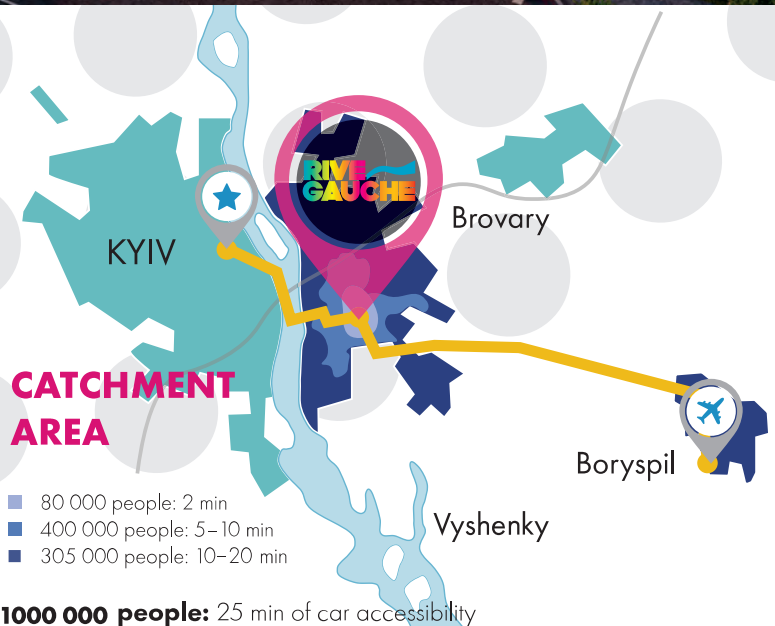 RIVE
GAUCHE
Brovary
KYIV
CATCHMENT
AREA
Boryspil
80 000 people: 2 min
400 000 people: 5–10 min
305 000 people: 10–20 min
Vyshenky
1000 000 people: 25 min of car accessibility